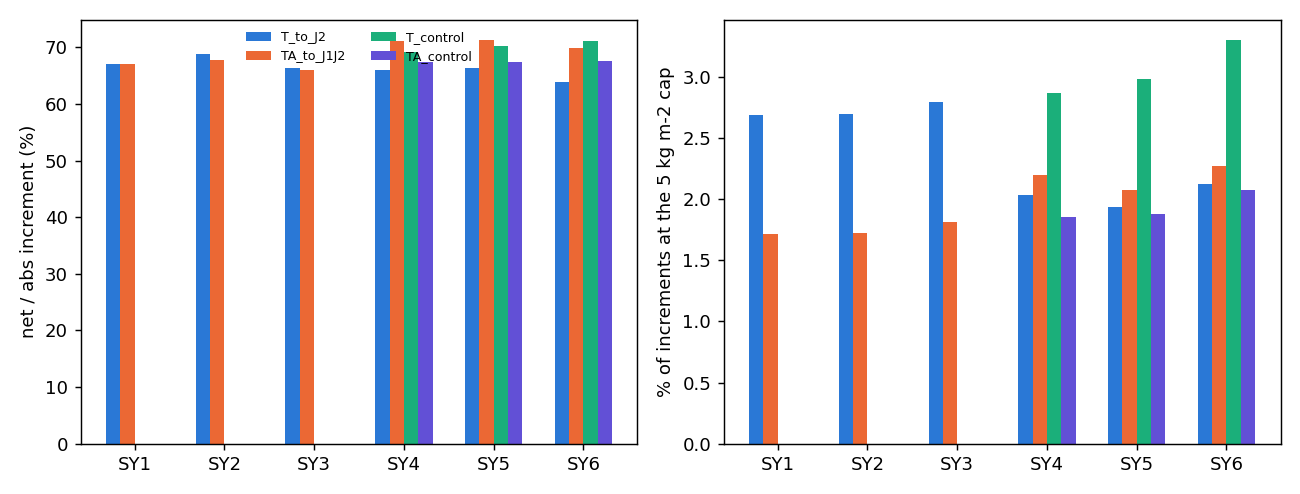 net / abs increment (%)
70
60
50
40
30
20
10
0
T_to_J2
TA_to_J1J2
T_control
TA_control
SY1 SY2 SY3 SY4 SY5 SY6
% of increments at the 5 kg m-2 cap
3.0
2.5
2.0
1.5
1.0
0.5
0.0
SY1 SY2 SY3 SY4 SY5 SY6